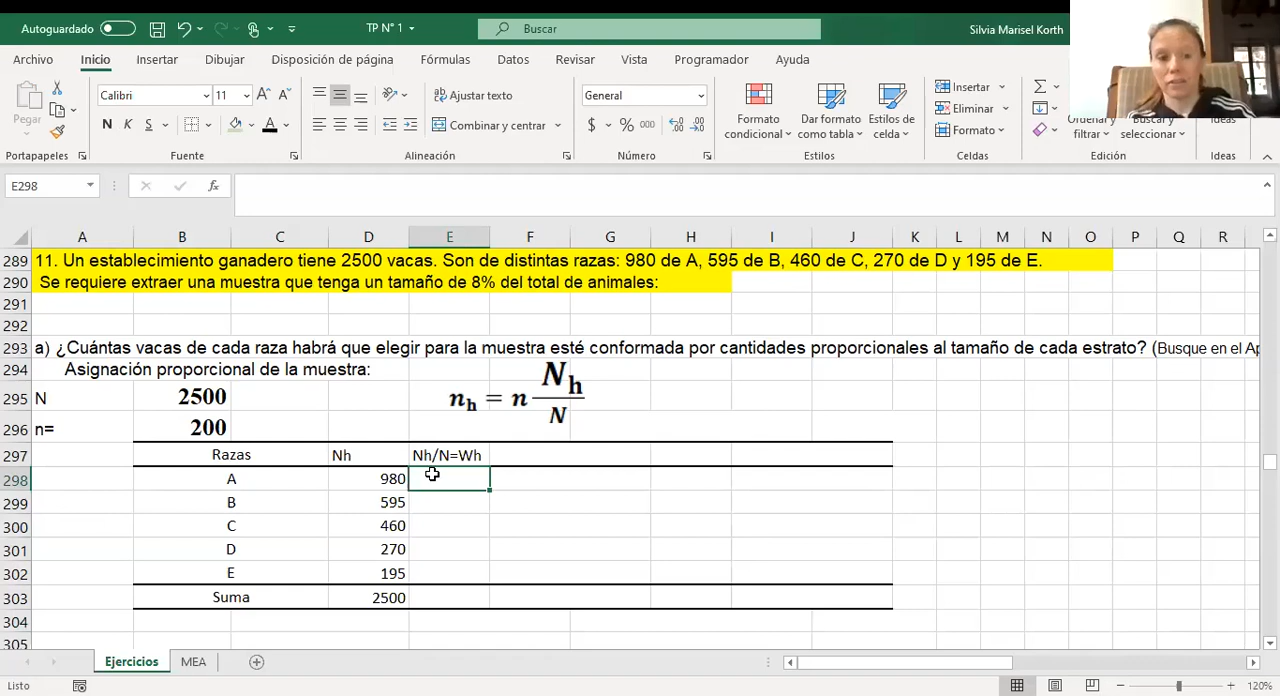 Autoguardado
TP N° 1
Buscar
Silvia Marisel Korth
Archivo Inicio Insertar Dibujar Disposición de página Fórmulas Datos Revisar Vista Programador Ayuda
Pegar
Calibri 11
N K S
Ajustar texto
Combinar y centrar
General
$ % 000
Formato condicional
Dar formato como tabla
Estilos de celda
Insertar
Eliminar
Formato
Ordenar y filtrar
Buscar y seleccionar
Ideas
Portapapeles Fuente Alineación Número Estilos Celdas Edición Ideas
E298 fx
A B C D E F G H I J K L M N O P Q R
289 11. Un establecimiento ganadero tiene 2500 vacas. Son de distintas razas: 980 de A, 595 de B, 460 de C, 270 de D y 195 de E.
290 Se requiere extraer una muestra que tenga un tamaño de 8% del total de animales:
291
292
293 a) ¿Cuántas vacas de cada raza habrá que elegir para la muestra esté conformada por cantidades proporcionales al tamaño de cada estrato? (Busque en el Ap
294 Asignación proporcional de la muestra:
295 N 2500
nh = n Nh / N
296 n= 200
297 Razas Nh Nh/N=Wh
298 A 980
299 B 595
300 C 460
301 D 270
302 E 195
303 Suma 2500
304
305
Ejercicios MEA
Listo 120%